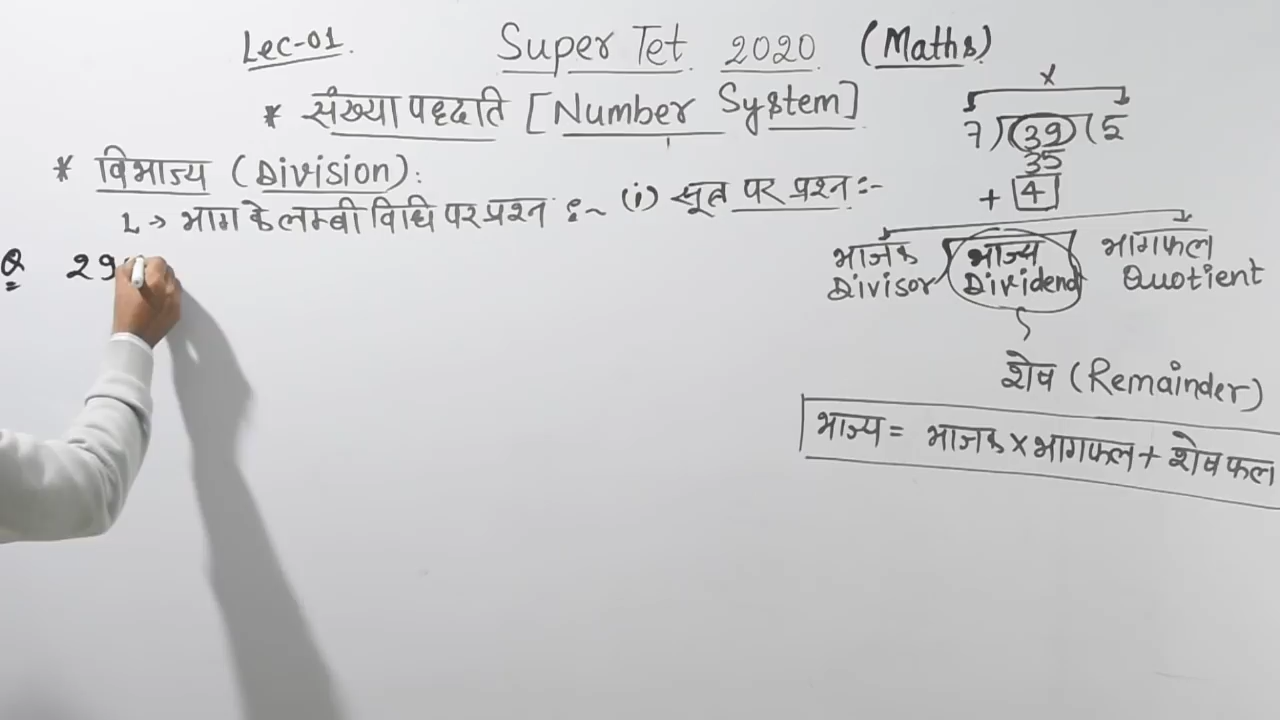 Lec-01.
Super Tet 2020 (Maths)
* संख्या पद्धति [Number System]
* विभाज्य (Division):
1 → भाग के लम्बी विधि पर प्रश्न :~ (i) सूत्र पर प्रश्न :-
Q 29
x
7) 39 (5
35
+ 4
भाजक भाज्य भागफल
Divisor Dividend Quotient
शेष (Remainder)
भाज्य = भाजक × भागफल + शेषफल